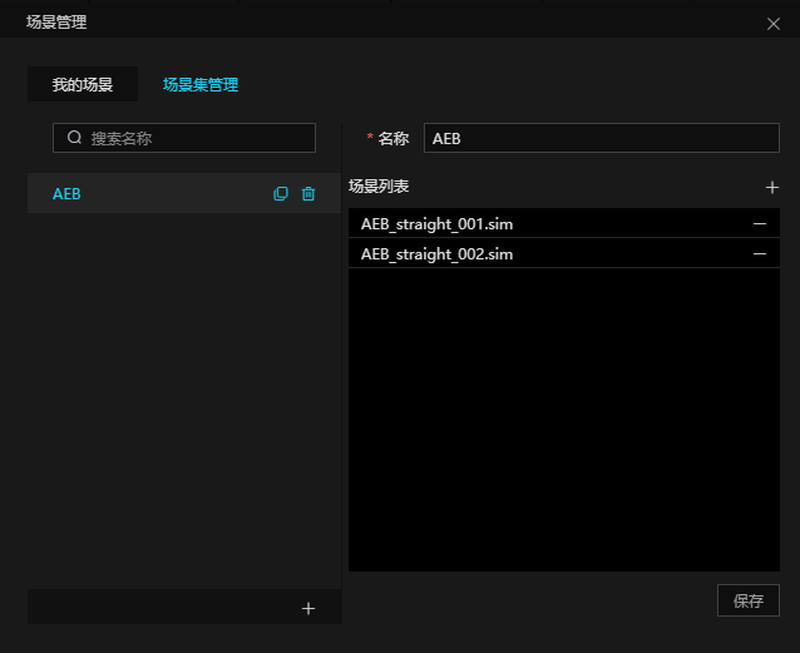 场景管理
我的场景 场景集管理
搜索名称
AEB
* 名称 AEB
场景列表
AEB_straight_001.sim
AEB_straight_002.sim
保存